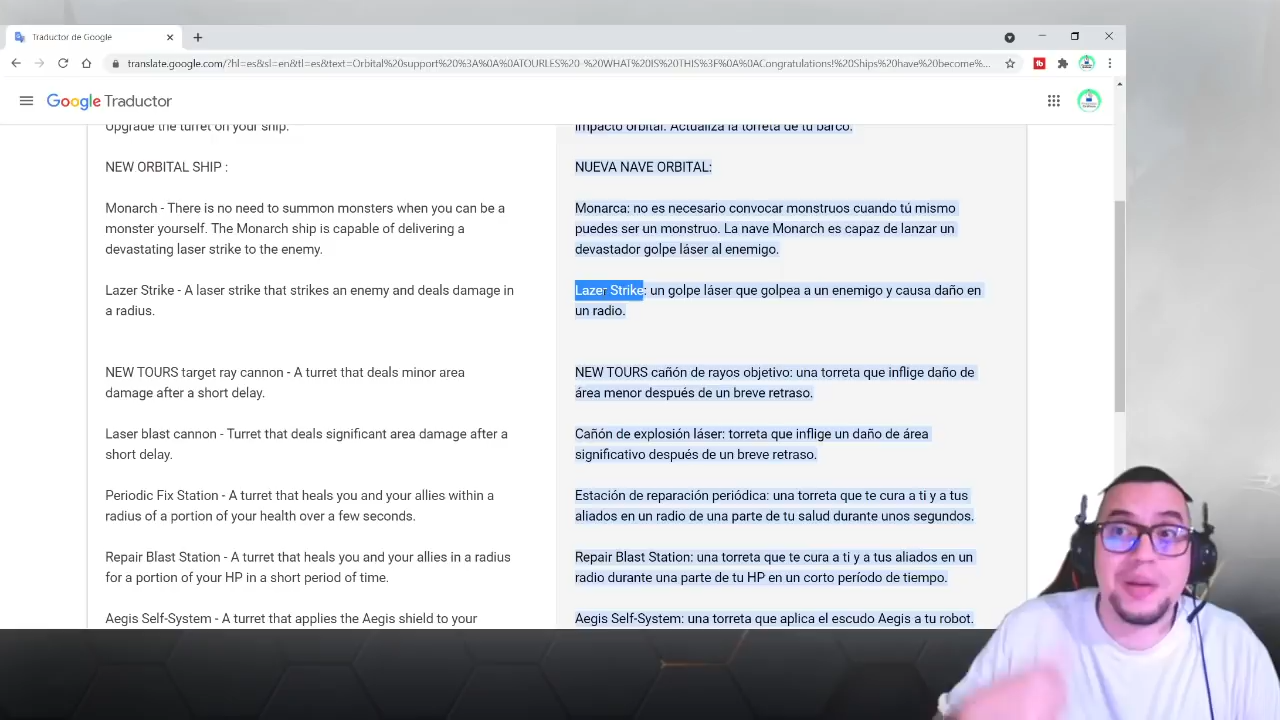 Traductor de Google
translate.google.com/?hl=es&sl=en&tl=es&text=Orbital%20support%20%3A%0A%0ATOURLES%20-%20WHAT%20IS%20THIS%3F%0A%0ACongratulations!%20Ships%20have%20become%20...
Google Traductor
Upgrade the turret on your ship.
NEW ORBITAL SHIP :
Monarch - There is no need to summon monsters when you can be a
monster yourself. The Monarch ship is capable of delivering a
devastating laser strike to the enemy.
Lazer Strike - A laser strike that strikes an enemy and deals damage in
a radius.
NEW TOURS target ray cannon - A turret that deals minor area
damage after a short delay.
Laser blast cannon - Turret that deals significant area damage after a
short delay.
Periodic Fix Station - A turret that heals you and your allies within a
radius of a portion of your health over a few seconds.
Repair Blast Station - A turret that heals you and your allies in a radius
for a portion of your HP in a short period of time.
Aegis Self-System - A turret that applies the Aegis shield to your
impacto orbital. Actualiza la torreta de tu barco.
NUEVA NAVE ORBITAL:
Monarca: no es necesario convocar monstruos cuando tú mismo
puedes ser un monstruo. La nave Monarch es capaz de lanzar un
devastador golpe láser al enemigo.
Lazer Strike: un golpe láser que golpea a un enemigo y causa daño en
un radio.
NEW TOURS cañón de rayos objetivo: una torreta que inflige daño de
área menor después de un breve retraso.
Cañón de explosión láser: torreta que inflige un daño de área
significativo después de un breve retraso.
Estación de reparación periódica: una torreta que te cura a ti y a tus
aliados en un radio de una parte de tu salud durante unos segundos.
Repair Blast Station: una torreta que te cura a ti y a tus aliados en un
radio durante una parte de tu HP en un corto período de tiempo.
Aegis Self-System: una torreta que aplica el escudo Aegis a tu robot.